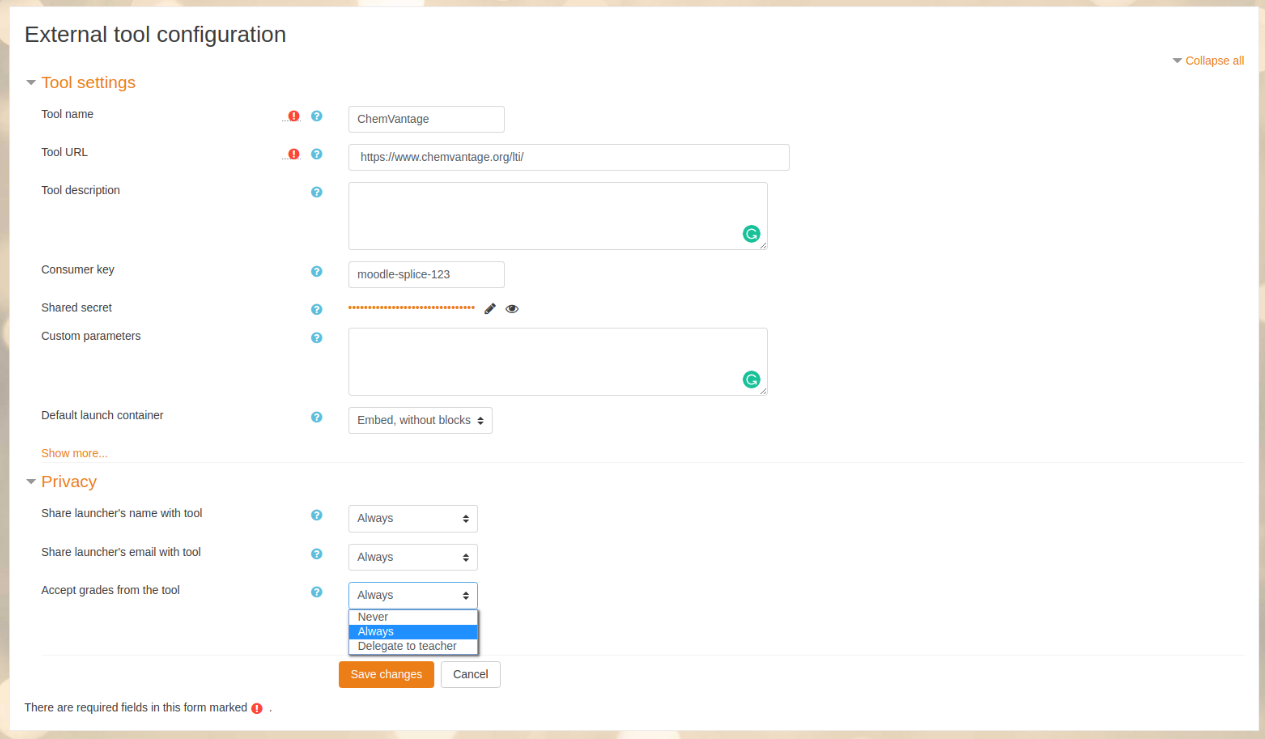 External tool configuration
Collapse all
Tool settings
Tool name
ChemVantage
Tool URL
https://www.chemvantage.org/lti/
Tool description
Consumer key
moodle-splice-123
Shared secret
Custom parameters
Default launch container
Embed, without blocks
Show more...
Privacy
Share launcher's name with tool
Always
Share launcher's email with tool
Always
Accept grades from the tool
Always
Never
Always
Delegate to teacher
Save changes
Cancel
There are required fields in this form marked .